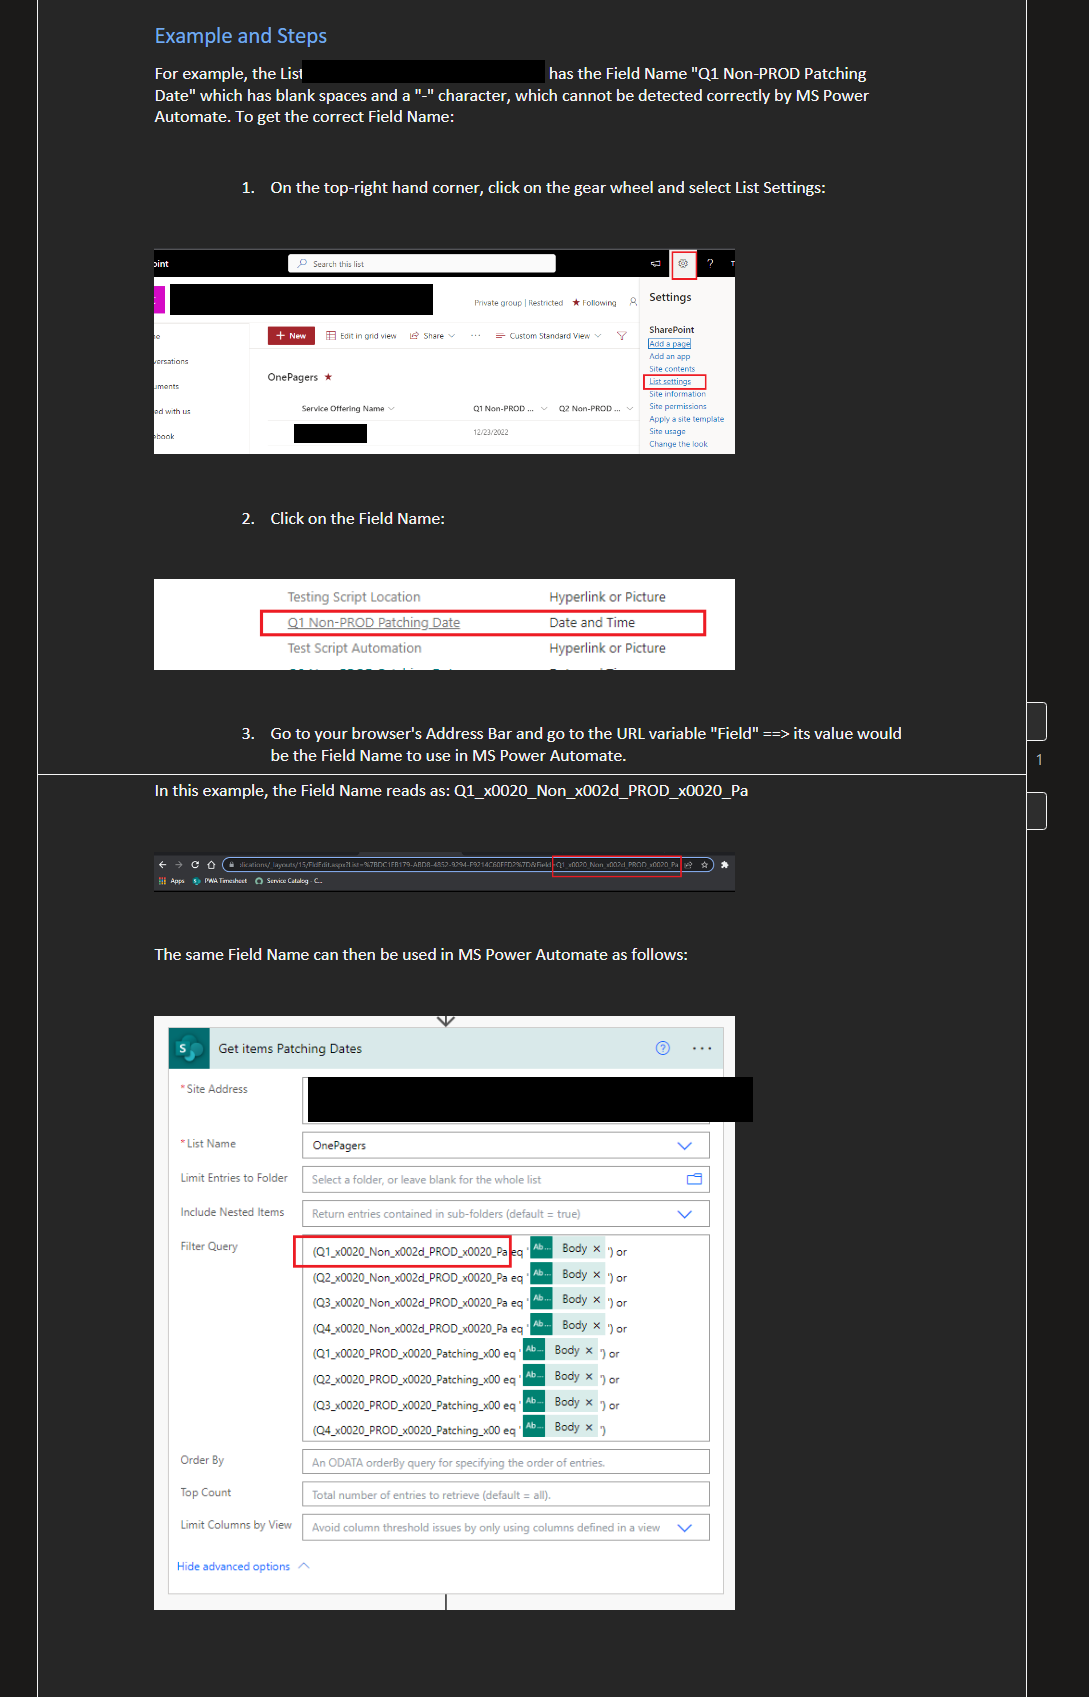 Example and Steps
For example, the List has the Field Name "Q1 Non-PROD Patching
Date" which has blank spaces and a "-" character, which cannot be detected correctly by MS Power
Automate. To get the correct Field Name:
1. On the top-right hand corner, click on the gear wheel and select List Settings:
oint
Search this list
?
Settings
Private group | Restricted ★ Following
SharePoint
+ New Edit in grid view Share ··· Custom Standard View
Add a page
Add an app
versations
Site contents
OnePagers ★
List settings
uments
Site information
Service Offering Name Q1 Non-PROD ... Q2 Non-PROD ...
Site permissions
ed with us
Apply a site template
12/23/2022
Site usage
ebook
Change the look
2. Click on the Field Name:
Testing Script Location Hyperlink or Picture
Q1 Non-PROD Patching Date Date and Time
Test Script Automation Hyperlink or Picture
3. Go to your browser's Address Bar and go to the URL variable "Field" ==> its value would
be the Field Name to use in MS Power Automate.
1
In this example, the Field Name reads as: Q1_x0020_Non_x002d_PROD_x0020_Pa
Q1_x0020_Non_x002d_PROD_x0020_Pa
Apps PWA Timesheet Service Catalog - C...
The same Field Name can then be used in MS Power Automate as follows:
S Get items Patching Dates ? ···
* Site Address
* List Name OnePagers
Limit Entries to Folder Select a folder, or leave blank for the whole list
Include Nested Items Return entries contained in sub-folders (default = true)
Filter Query (Q1_x0020_Non_x002d_PROD_x0020_Pa eq ' Ab... Body × ') or
(Q2_x0020_Non_x002d_PROD_x0020_Pa eq ' Ab... Body × ') or
(Q3_x0020_Non_x002d_PROD_x0020_Pa eq ' Ab... Body × ') or
(Q4_x0020_Non_x002d_PROD_x0020_Pa eq ' Ab... Body × ') or
(Q1_x0020_PROD_x0020_Patching_x00 eq ' Ab... Body × ') or
(Q2_x0020_PROD_x0020_Patching_x00 eq ' Ab... Body × ') or
(Q3_x0020_PROD_x0020_Patching_x00 eq ' Ab... Body × ') or
(Q4_x0020_PROD_x0020_Patching_x00 eq ' Ab... Body × ')
Order By An ODATA orderBy query for specifying the order of entries.
Top Count Total number of entries to retrieve (default = all).
Limit Columns by View Avoid column threshold issues by only using columns defined in a view
Hide advanced options